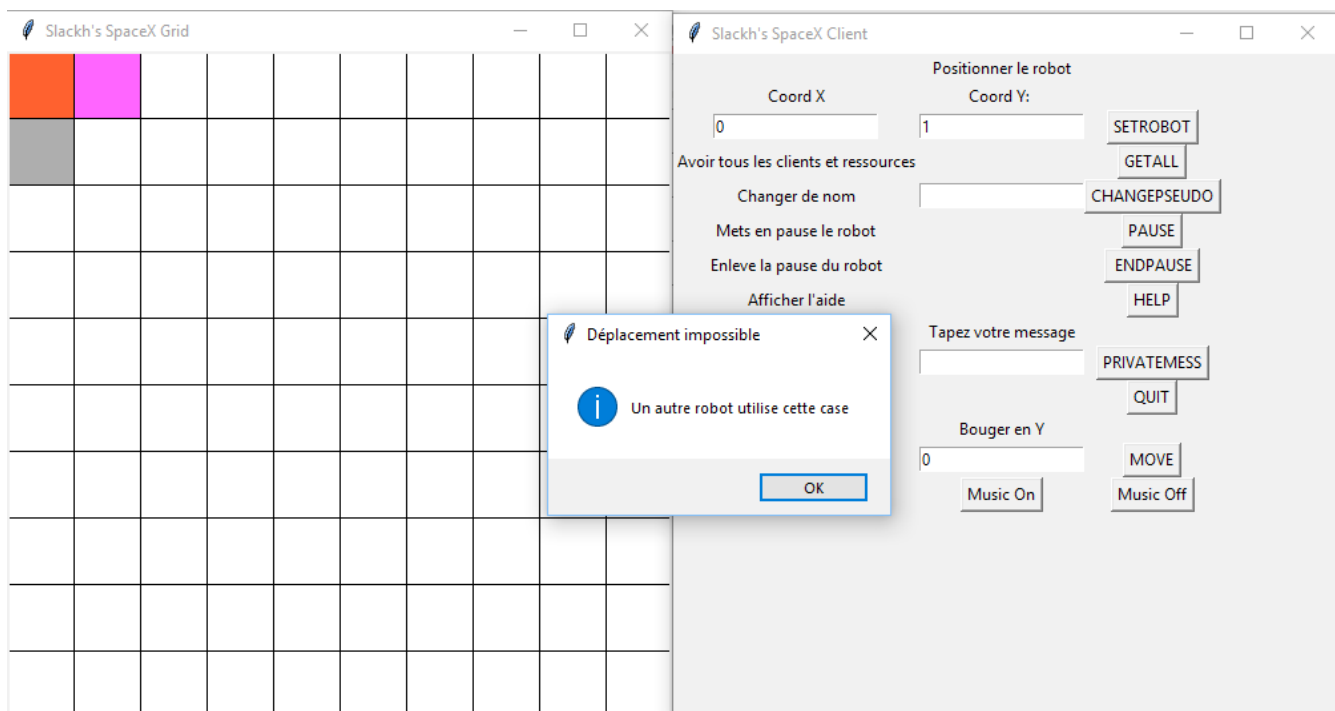 Slackh's SpaceX Grid
Slackh's SpaceX Client
Positionner le robot
Coord X
Coord Y:
0
1
SETROBOT
Avoir tous les clients et ressources
GETALL
Changer de nom
CHANGEPSEUDO
Mets en pause le robot
PAUSE
Enleve la pause du robot
ENDPAUSE
Afficher l'aide
HELP
Déplacement impossible
Un autre robot utilise cette case
OK
Tapez votre message
PRIVATEMESS
QUIT
Bouger en Y
0
MOVE
Music On
Music Off